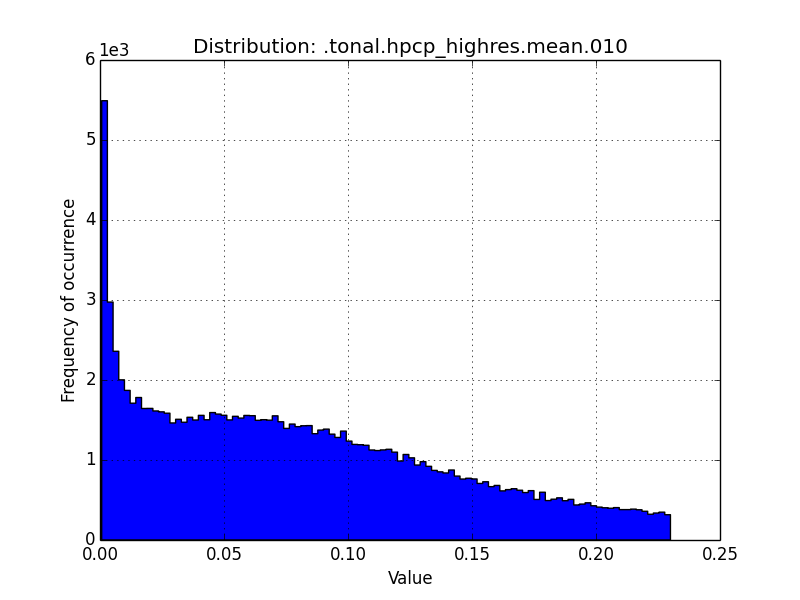 Distribution: .tonal.hpcp_highres.mean.010
1e3
6
5
4
3
2
1
0
Frequency of occurrence
0.00 0.05 0.10 0.15 0.20 0.25
Value